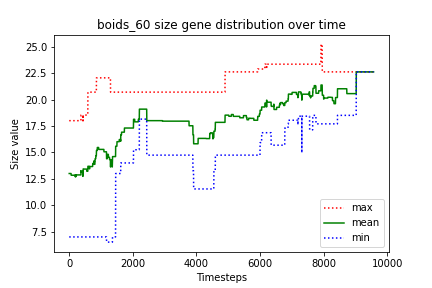 boids_60 size gene distribution over time
Size value
25.0
22.5
20.0
17.5
15.0
12.5
10.0
7.5
max
mean
min
0 2000 4000 6000 8000 10000
Timesteps